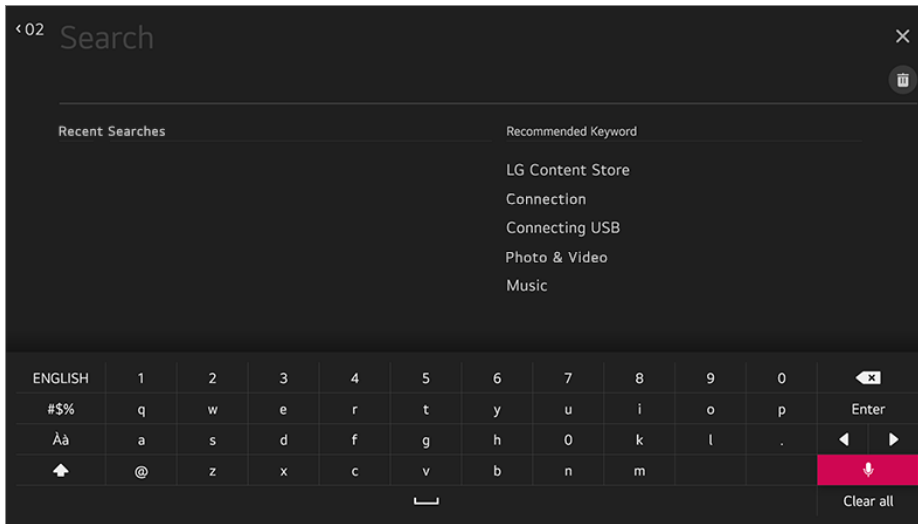 ‹02
Search
Recent Searches
Recommended Keyword
LG Content Store
Connection
Connecting USB
Photo & Video
Music
ENGLISH 1 2 3 4 5 6 7 8 9 0
#$% q w e r t y u i o p Enter
Àà a s d f g h 0 k l .
@ z x c v b n m
Clear all